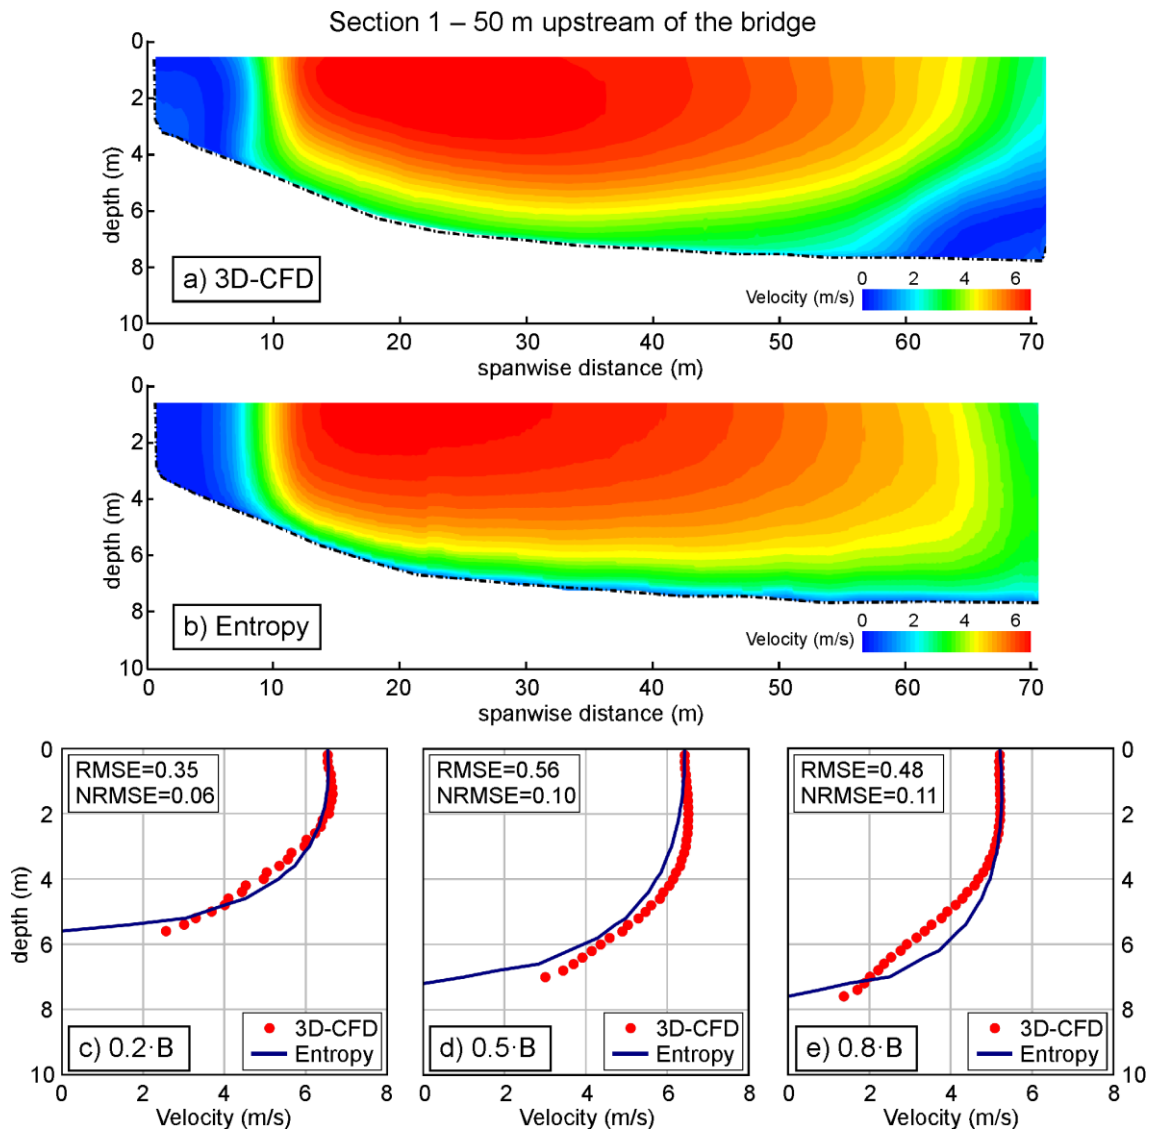 Section 1 – 50 m upstream of the bridge
0
2
4
6
8
10
depth (m)
a) 3D-CFD
Velocity (m/s)
0 2 4 6
0 10 20 30 40 50 60 70
spanwise distance (m)
0
2
4
6
8
10
depth (m)
b) Entropy
Velocity (m/s)
0 2 4 6
0 10 20 30 40 50 60 70
spanwise distance (m)
0
2
4
6
8
10
depth (m)
RMSE=0.35
NRMSE=0.06
3D-CFD
Entropy
c) 0.2·B
0 2 4 6 8
Velocity (m/s)
RMSE=0.56
NRMSE=0.10
3D-CFD
Entropy
d) 0.5·B
0 2 4 6 8
Velocity (m/s)
RMSE=0.48
NRMSE=0.11
3D-CFD
Entropy
e) 0.8·B
0 2 4 6 8
Velocity (m/s)
0
2
4
6
8
10